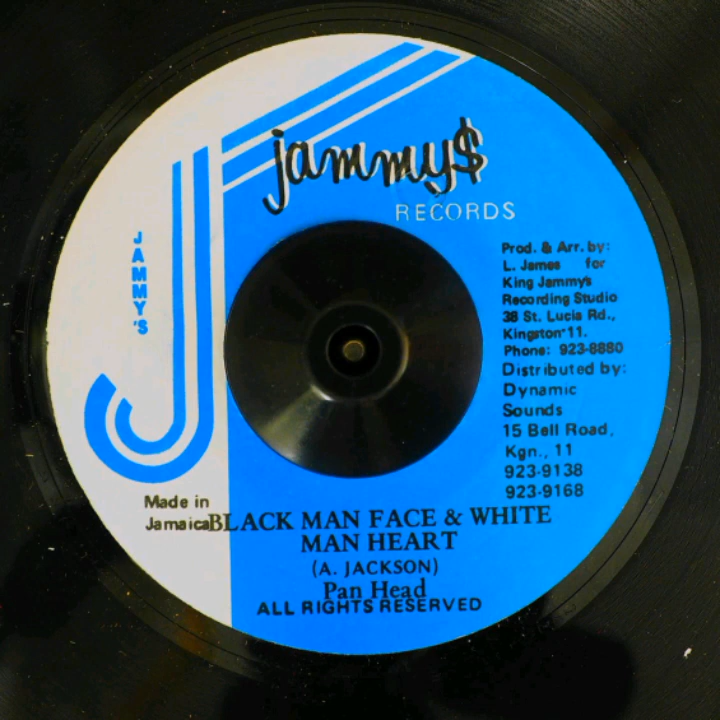 jammy$
RECORDS
JAMMY'S
Prod. & Arr. by:
L. James for
King Jammys
Recording Studio
38 St. Lucia Rd.,
Kingston 11.
Phone: 923-8880
Distributed by:
Dynamic
Sounds
15 Bell Road,
Kgn., 11
923-9138
923-9168
Made in
Jamaica
BLACK MAN FACE & WHITE
MAN HEART
(A. JACKSON)
Pan Head
ALL RIGHTS RESERVED